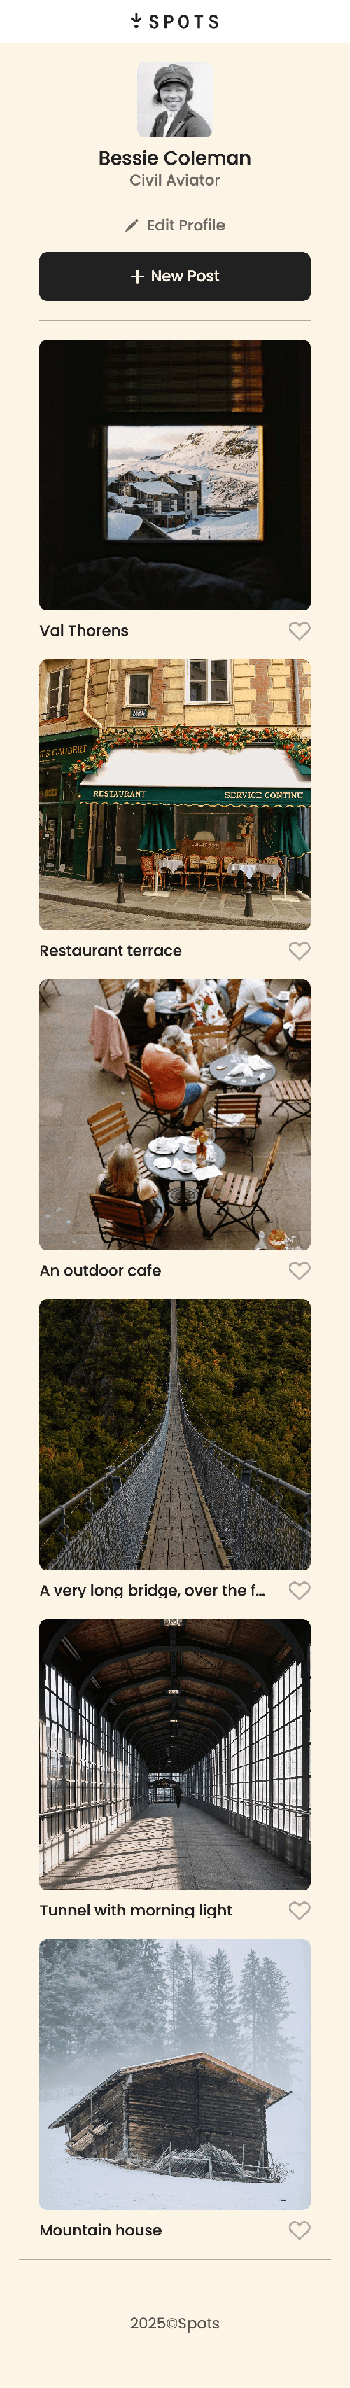 SPOTS
Bessie Coleman
Civil Aviator
Edit Profile
New Post
Val Thorens
RESTAURANT
SERVICE CONTINU
Restaurant terrace
An outdoor cafe
A very long bridge, over the f...
Tunnel with morning light
Mountain house
2025©Spots